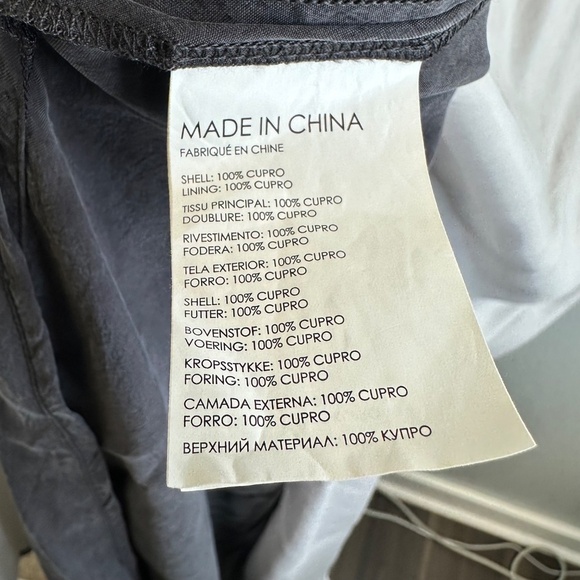 MADE IN CHINA
FABRIQUÉ EN CHINE
SHELL: 100% CUPRO
LINING: 100% CUPRO
TISSU PRINCIPAL: 100% CUPRO
DOUBLURE: 100% CUPRO
RIVESTIMENTO: 100% CUPRO
FODERA: 100% CUPRO
TELA EXTERIOR: 100% CUPRO
FORRO: 100% CUPRO
SHELL: 100% CUPRO
FUTTER: 100% CUPRO
BOVENSTOF: 100% CUPRO
VOERING: 100% CUPRO
KROPSSTYKKE: 100% CUPRO
FORING: 100% CUPRO
CAMADA EXTERNA: 100% CUPRO
FORRO: 100% CUPRO
ВЕРХНИЙ МАТЕРИАЛ: 100% КУПРО